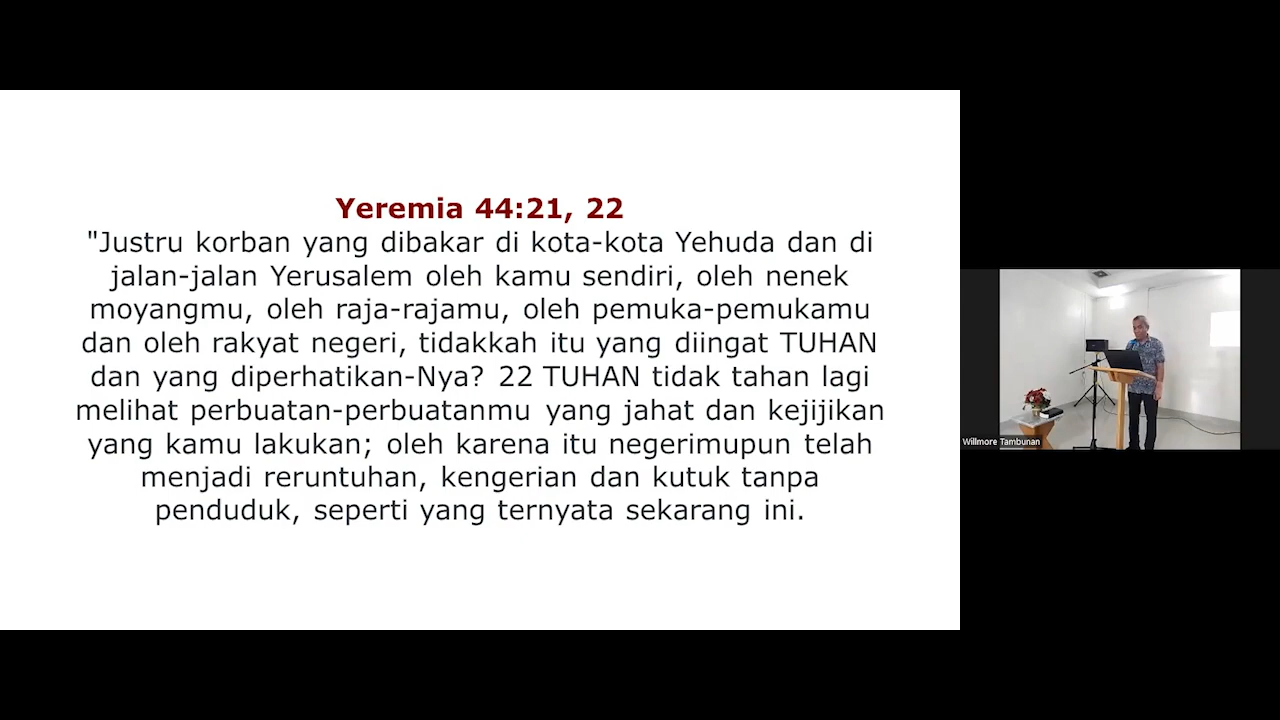 Yeremia 44:21, 22
"Justru korban yang dibakar di kota-kota Yehuda dan di
jalan-jalan Yerusalem oleh kamu sendiri, oleh nenek
moyangmu, oleh raja-rajamu, oleh pemuka-pemukamu
dan oleh rakyat negeri, tidakkah itu yang diingat TUHAN
dan yang diperhatikan-Nya? 22 TUHAN tidak tahan lagi
melihat perbuatan-perbuatanmu yang jahat dan kejijikan
yang kamu lakukan; oleh karena itu negerimupun telah
menjadi reruntuhan, kengerian dan kutuk tanpa
penduduk, seperti yang ternyata sekarang ini.
Willmore Tambunan